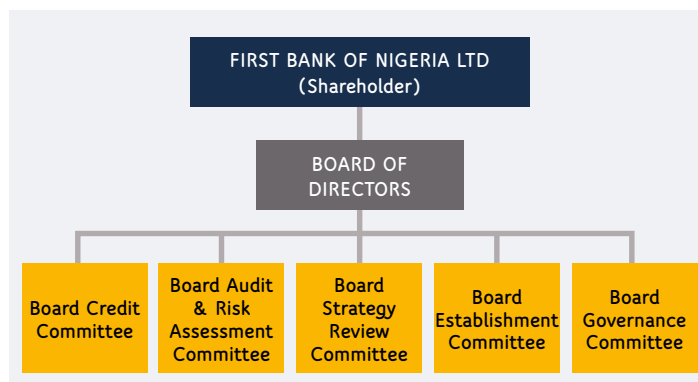 FIRST BANK OF NIGERIA LTD
(Shareholder)
BOARD OF
DIRECTORS
Board Credit
Committee
Board Audit
& Risk
Assessment
Committee
Board
Strategy
Review
Committee
Board
Establishment
Committee
Board
Governance
Committee